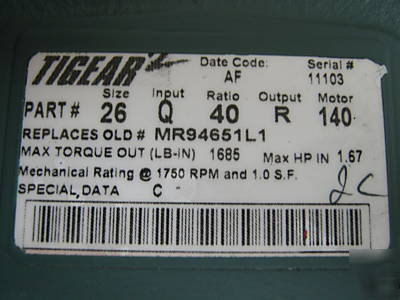 TIGEAR 2 Date Code: Serial #
AF 11103
Size Input Ratio Output Motor
PART # 26 Q 40 R 140
REPLACES OLD # MR94651L1
MAX TORQUE OUT (LB-IN) 1685 Max HP IN 1.67
Mechanical Rating @ 1750 RPM and 1.0 S.F.
SPECIAL,DATA C